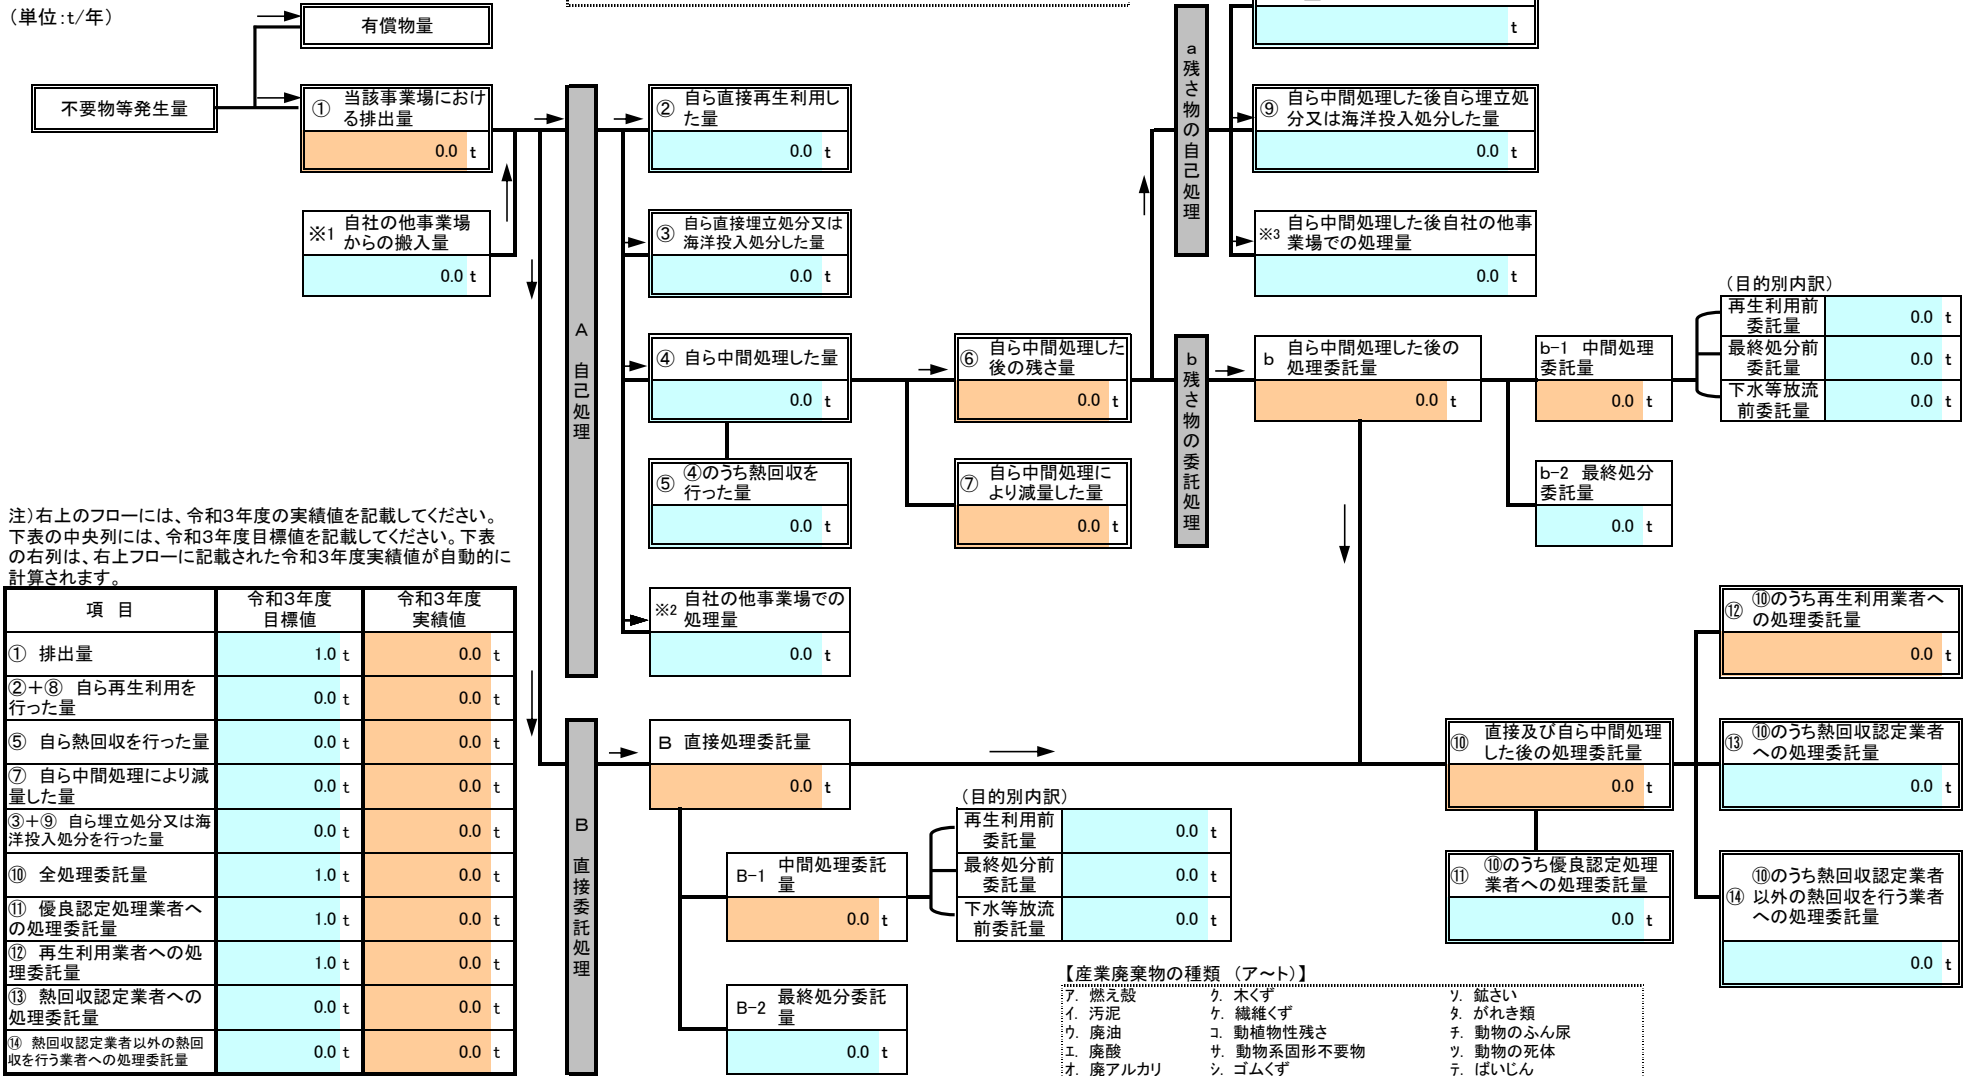 （単位：t/年）
有償物量
不要物等発生量
① 当該事業場におけ
る排出量
0.0 t
※1 自社の他事業場
からの搬入量
0.0 t
A 自己処理
② 自ら直接再生利用し
た量
0.0 t
③ 自ら直接埋立処分又は
海洋投入処分した量
0.0 t
④ 自ら中間処理した量
0.0 t
⑤ ④のうち熱回収を
行った量
0.0 t
※2 自社の他事業場での
処理量
0.0 t
⑥ 自ら中間処理した
後の残さ量
0.0 t
⑦ 自ら中間処理に
より減量した量
0.0 t
a 残さ物の自己処理
t
⑨ 自ら中間処理した後自ら埋立処
分又は海洋投入処分した量
0.0 t
※3 自ら中間処理した後自社の他事
業場での処理量
0.0 t
b 残さ物の委託処理
b 自ら中間処理した後の
処理委託量
0.0 t
b-1 中間処理
委託量
0.0 t
b-2 最終処分
委託量
0.0 t
（目的別内訳）
再生利用前
委託量
0.0 t
最終処分前
委託量
0.0 t
下水等放流
前委託量
0.0 t
注）右上のフローには、令和3年度の実績値を記載してください。
下表の中央列には、令和3年度目標値を記載してください。下表
の右列は、右上フローに記載された令和3年度実績値が自動的に
計算されます。
項 目
令和3年度
目標値
令和3年度
実績値
① 排出量
1.0 t 0.0 t
②＋⑧ 自ら再生利用を
行った量
0.0 t 0.0 t
⑤ 自ら熱回収を行った量
0.0 t 0.0 t
⑦ 自ら中間処理により減
量した量
0.0 t 0.0 t
③＋⑨ 自ら埋立処分又は海
洋投入処分を行った量
0.0 t 0.0 t
⑩ 全処理委託量
1.0 t 0.0 t
⑪ 優良認定処理業者へ
の処理委託量
1.0 t 0.0 t
⑫ 再生利用業者への処
理委託量
1.0 t 0.0 t
⑬ 熱回収認定業者への
処理委託量
0.0 t 0.0 t
⑭ 熱回収認定業者以外の熱回
収を行う業者への処理委託量
0.0 t 0.0 t
B 直接委託処理
B 直接処理委託量
0.0 t
B-1 中間処理委託
量
0.0 t
B-2 最終処分委託
量
0.0 t
（目的別内訳）
再生利用前
委託量
0.0 t
最終処分前
委託量
0.0 t
下水等放流
前委託量
0.0 t
⑩ 直接及び自ら中間処理
した後の処理委託量
0.0 t
⑪ ⑩のうち優良認定処理
業者への処理委託量
0.0 t
⑫ ⑩のうち再生利用業者へ
の処理委託量
0.0 t
⑬ ⑩のうち熱回収認定業者
への処理委託量
0.0 t
⑭ ⑩のうち熱回収認定業者
以外の熱回収を行う業者
への処理委託量
0.0 t
【産業廃棄物の種類 （ア～ト）】
ア. 燃え殻 ク. 木くず ソ. 鉱さい
イ. 汚泥 ケ. 繊維くず タ. がれき類
ウ. 廃油 コ. 動植物性残さ チ. 動物のふん尿
エ. 廃酸 サ. 動物系固形不要物 ツ. 動物の死体
オ. 廃アルカリ シ. ゴムくず テ. ばいじん